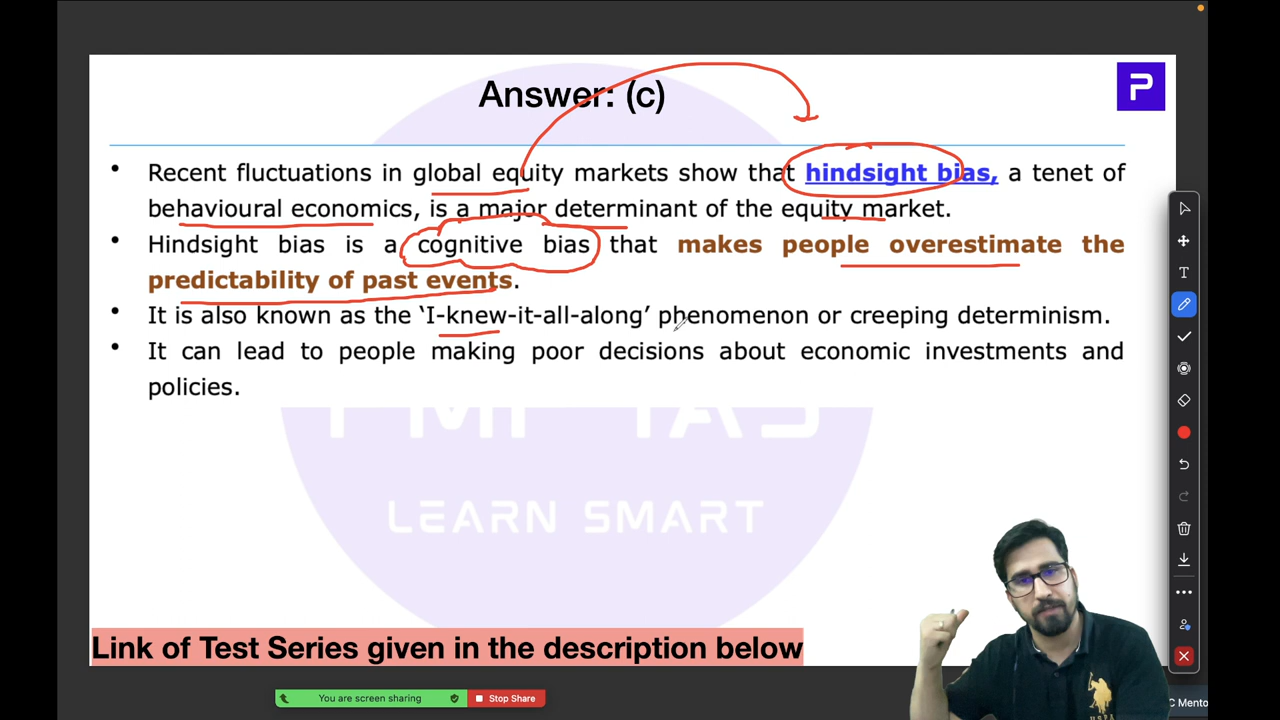 Answer: (c)
P
• Recent fluctuations in global equity markets show that hindsight bias, a tenet of
behavioural economics, is a major determinant of the equity market.
• Hindsight bias is a cognitive bias that makes people overestimate the
predictability of past events.
• It is also known as the ‘I-knew-it-all-along’ phenomenon or creeping determinism.
• It can lead to people making poor decisions about economic investments and
policies.
LEARN SMART
Link of Test Series given in the description below
You are screen sharing
Stop Share
T
C Mento
USPA